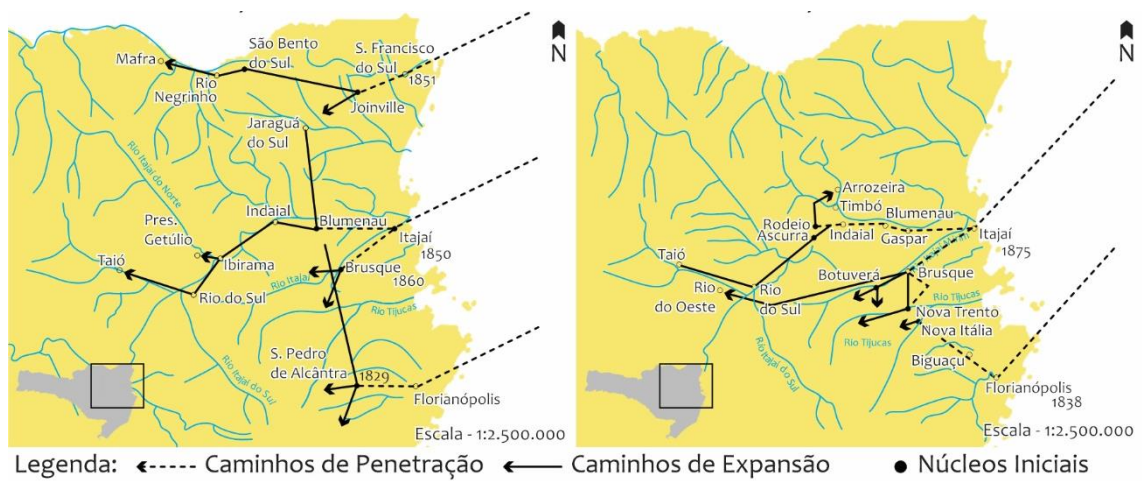 Mafra
São Bento
do Sul
S. Francisco
do Sul
1851
Rio
Negrinho
Joinville
Jaraguá
do Sul
Rio Itajaí do Norte
Indaial
Blumenau
Pres.
Getúlio
Itajaí
1850
Taió
Ibirama
Rio Itajaí
Brusque
1860
Rio do Sul
Rio Tijucas
S. Pedro
de Alcântra
1829
Rio Itajaí do Sul
Florianópolis
N
Escala - 1:2.500.000
Arrozeira
Timbó
Rodeio
Blumenau
Ascurra
Indaial
Gaspar
Itajaí
1875
Taió
Botuverá
Brusque
Rio
do Oeste
Rio
do Sul
Rio Tijucas
Nova Trento
Nova Itália
Rio Tijucas
Biguaçu
Rio Itajaí do Sul
Florianópolis
1838
N
Escala - 1:2.500.000
Legenda: Caminhos de Penetração Caminhos de Expansão Núcleos Iniciais